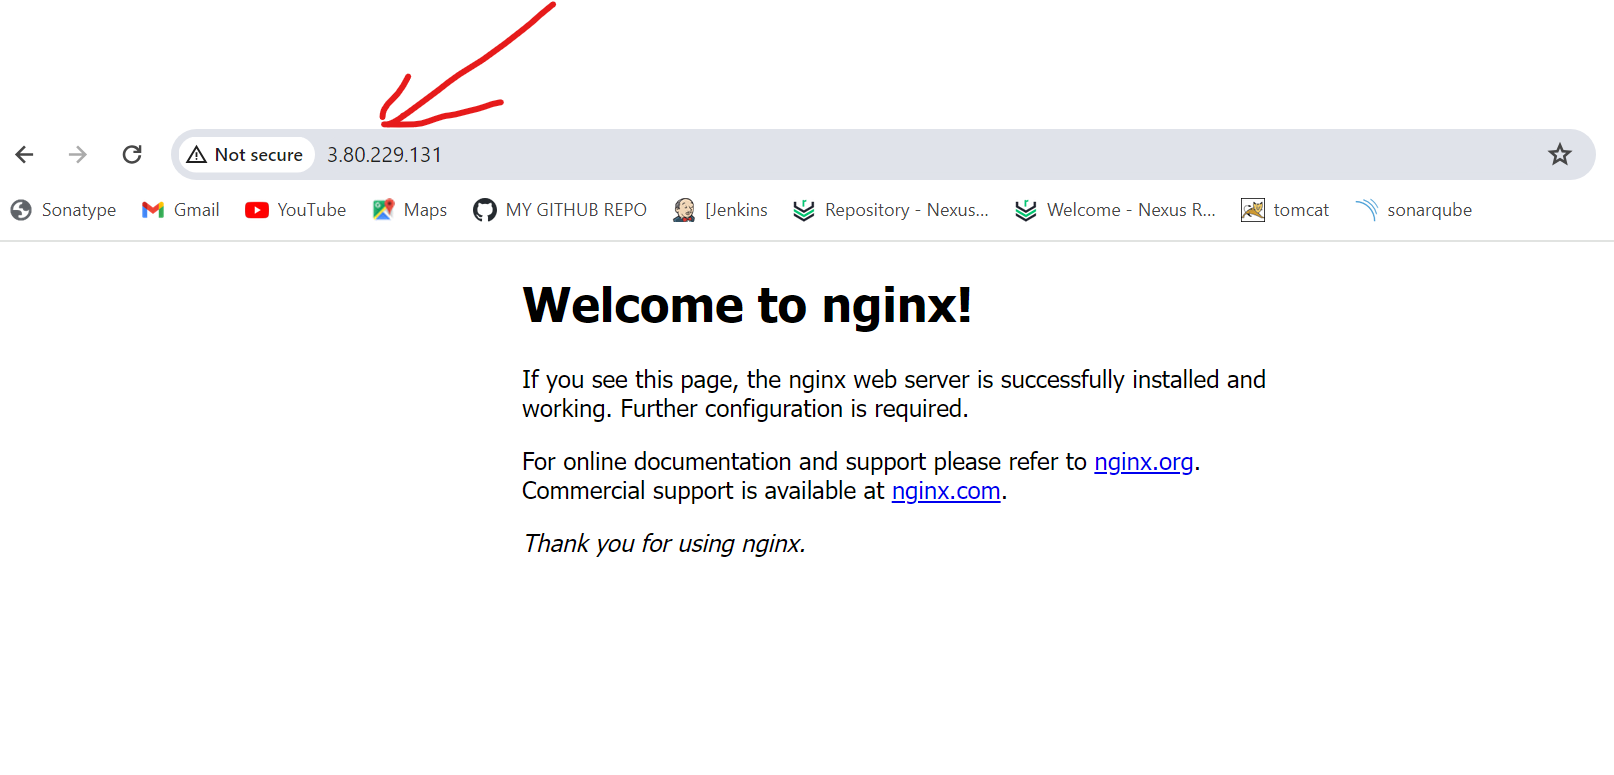 Not secure 3.80.229.131
Sonatype Gmail YouTube Maps MY GITHUB REPO [Jenkins Repository - Nexus... Welcome - Nexus R... tomcat sonarqube
Welcome to nginx!
If you see this page, the nginx web server is successfully installed and
working. Further configuration is required.
For online documentation and support please refer to nginx.org.
Commercial support is available at nginx.com.
Thank you for using nginx.